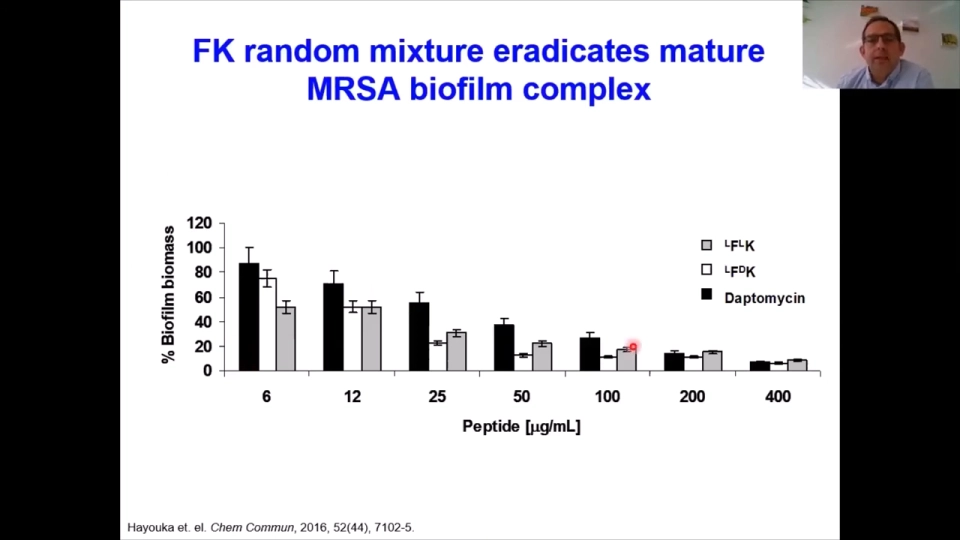 FK random mixture eradicates mature
MRSA biofilm complex
% Biofilm biomass
120
100
80
60
40
20
0
6 12 25 50 100 200 400
Peptide [μg/mL]
ᴸFᴸK
ᴸFᴰK
Daptomycin
Hayouka et. el. Chem Commun, 2016, 52(44), 7102-5.